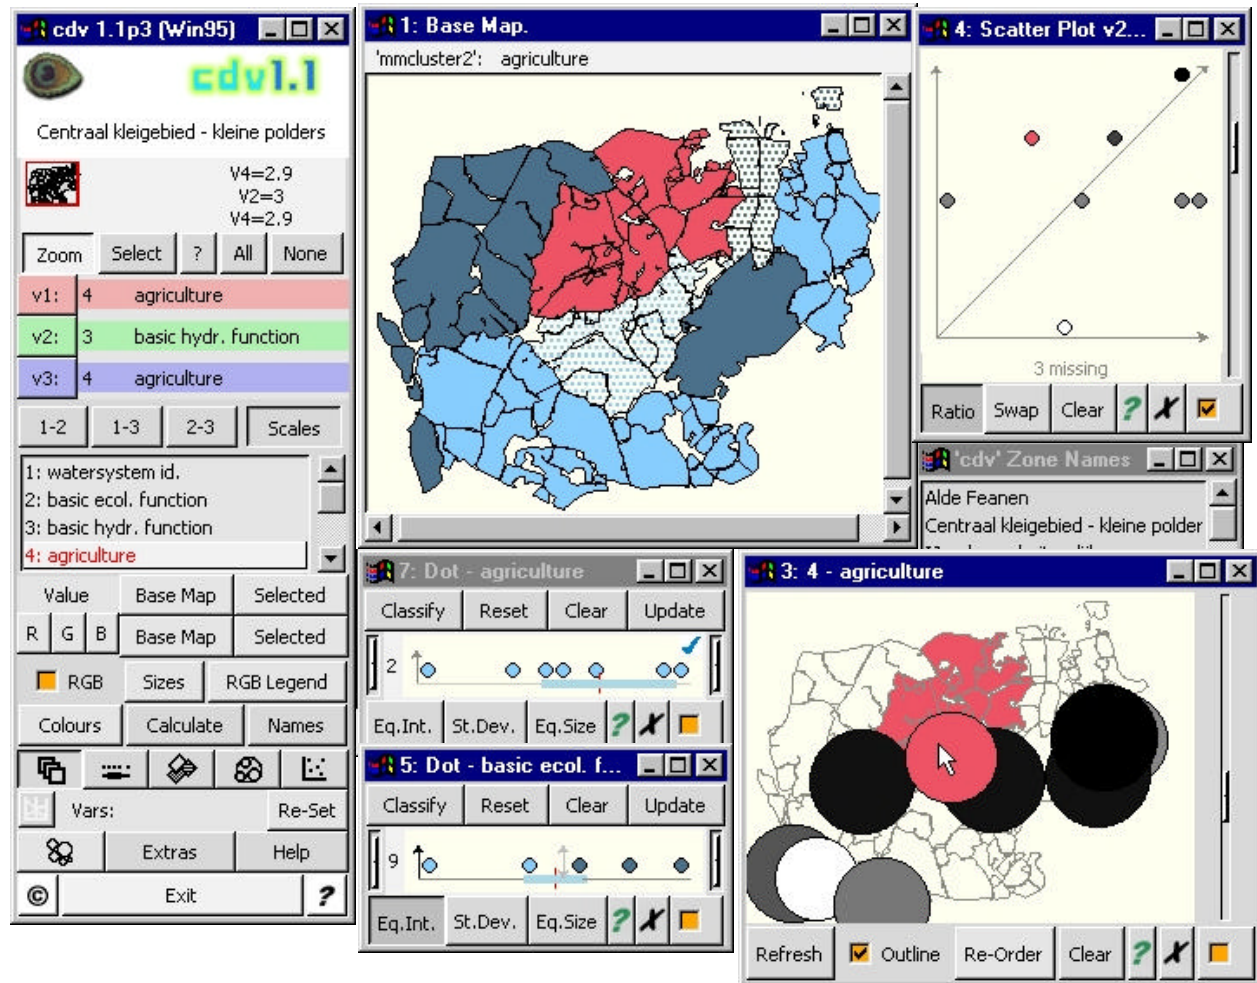 cdv 1.1p3 (Win95)
cdv1.1
Centraal kleigebied - kleine polders
V4=2.9
V2=3
V4=2.9
Zoom Select ? All None
v1: 4 agriculture
v2: 3 basic hydr. function
v3: 4 agriculture
1-2 1-3 2-3 Scales
1: watersystem id.
2: basic ecol. function
3: basic hydr. function
4: agriculture
Value Base Map Selected
R G B Base Map Selected
RGB Sizes RGB Legend
Colours Calculate Names
Vars: Re-Set
Extras Help
© Exit ?
1: Base Map.
'mmcluster2': agriculture
4: Scatter Plot v2...
3 missing
Ratio Swap Clear ? X
'cdv' Zone Names
Alde Feanen
Centraal kleigebied - kleine polder
7: Dot - agriculture
Classify Reset Clear Update
2
Eq.Int. St.Dev. Eq.Size ? X
5: Dot - basic ecol. f...
Classify Reset Clear Update
9
Eq.Int. St.Dev. Eq.Size ? X
3: 4 - agriculture
Refresh Outline Re-Order Clear ? X